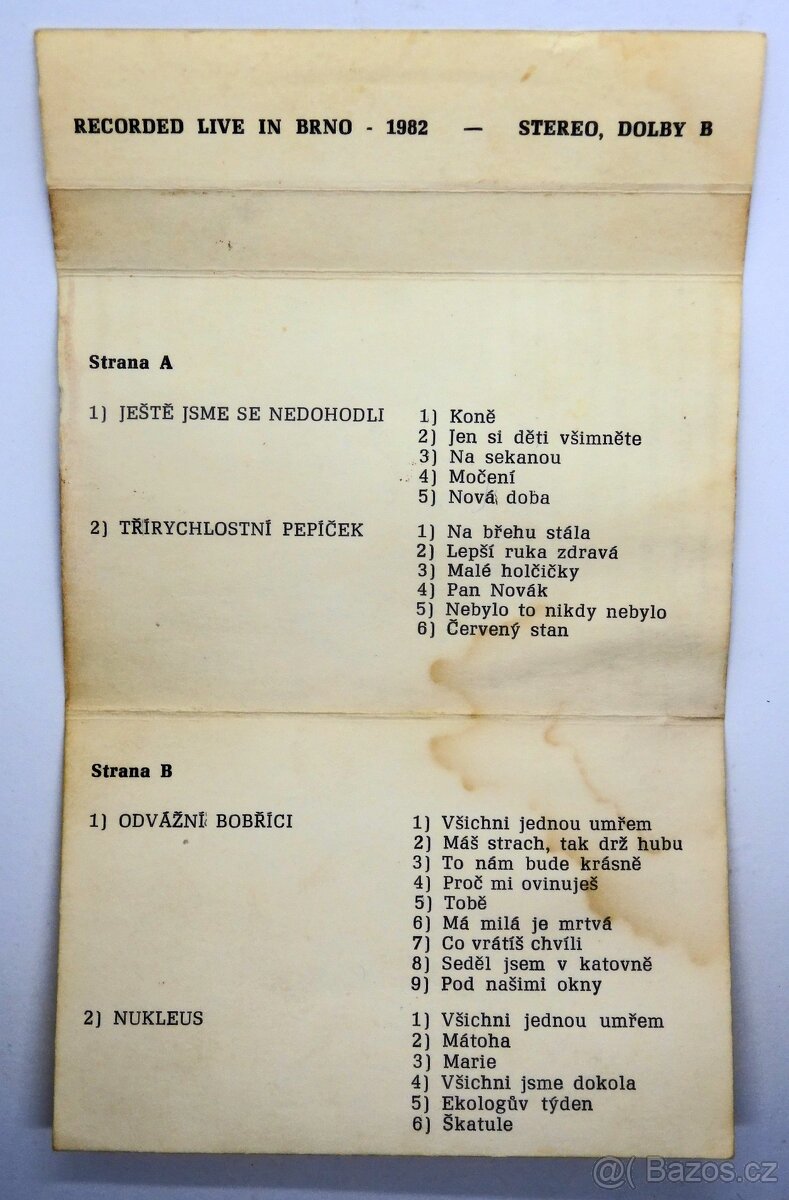 RECORDED LIVE IN BRNO - 1982 — STEREO, DOLBY B
Strana A
1) JEŠTĚ JSME SE NEDOHODLI 1) Koně
2) Jen si děti všimněte
3) Na sekanou
4) Močení
5) Nová doba
2) TŘÍRYCHLOSTNÍ PEPÍČEK 1) Na břehu stála
2) Lepší ruka zdravá
3) Malé holčičky
4) Pan Novák
5) Nebylo to nikdy nebylo
6) Červený stan
Strana B
1) ODVÁŽNÍ BOBŘÍCI 1) Všichni jednou umřem
2) Máš strach, tak drž hubu
3) To nám bude krásně
4) Proč mi ovinuješ
5) Tobě
6) Má milá je mrtvá
7) Co vrátíš chvíli
8) Seděl jsem v katovně
9) Pod našimi okny
2) NUKLEUS 1) Všichni jednou umřem
2) Mátoha
3) Marie
4) Všichni jsme dokola
5) Ekologův týden
6) Škatule
@( Bazos.cz